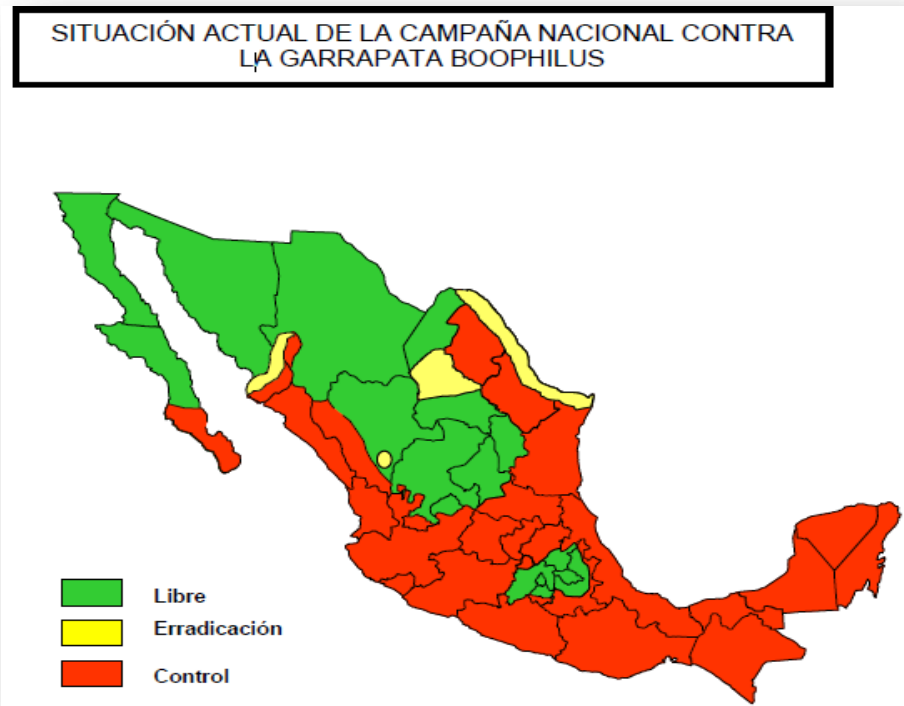 SITUACIÓN ACTUAL DE LA CAMPAÑA NACIONAL CONTRA
LA GARRAPATA BOOPHILUS
Libre
Erradicación
Control